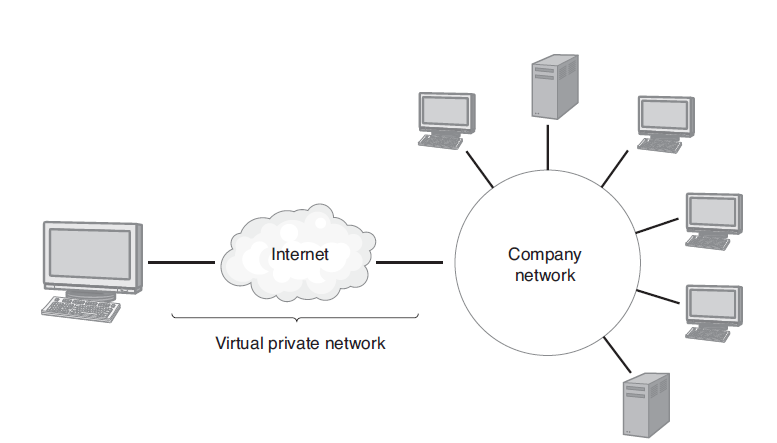 Internet
Company
network
Virtual private network